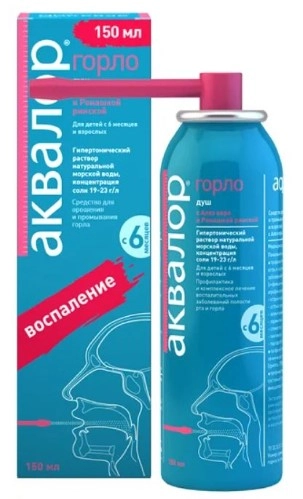 150 мл
аквалор®
горло
и Ромашкой
римской
Для детей с 6 месяцев
и взрослых
Гипертонический
раствор
натуральной
морской воды,
концентрация
соли 19-23 г/л
Средство для
орошения
и промывания
горла
с 6
месяцев
воспаление
150 мл
аквалор®
горло
душ
с Алоэ вера
и Ромашкой римской
Гипертонический
раствор натуральной
морской воды,
концентрация
соли 19-23 г/л
Для детей с 6 месяцев
и взрослых
Профилактика
и комплексное лечение
воспалительных
заболеваний полости
рта и горла
с 6
месяцев
150 мл